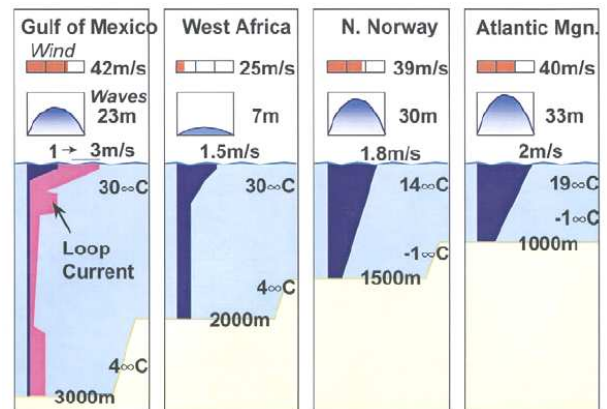 Gulf of Mexico
Wind
42m/s
Waves
23m
1→ 3m/s
30∞C
Loop
Current
4∞C
3000m
West Africa
25m/s
7m
1.5m/s
30∞C
4∞C
2000m
N. Norway
39m/s
30m
1.8m/s
14∞C
-1∞C
1500m
Atlantic Mgn.
40m/s
33m
2m/s
19∞C
-1∞C
1000m